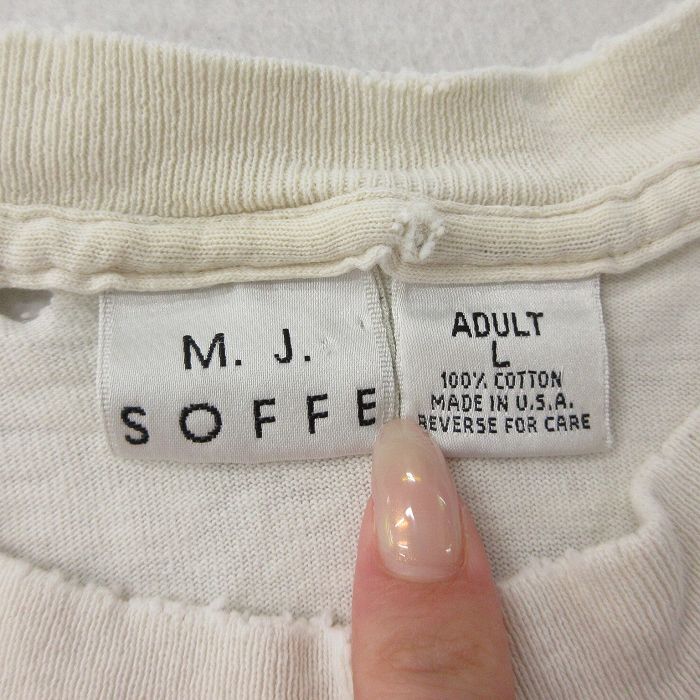 M. J.
SOFFE
ADULT
L
100% COTTON
MADE IN U.S.A.
REVERSE FOR CARE